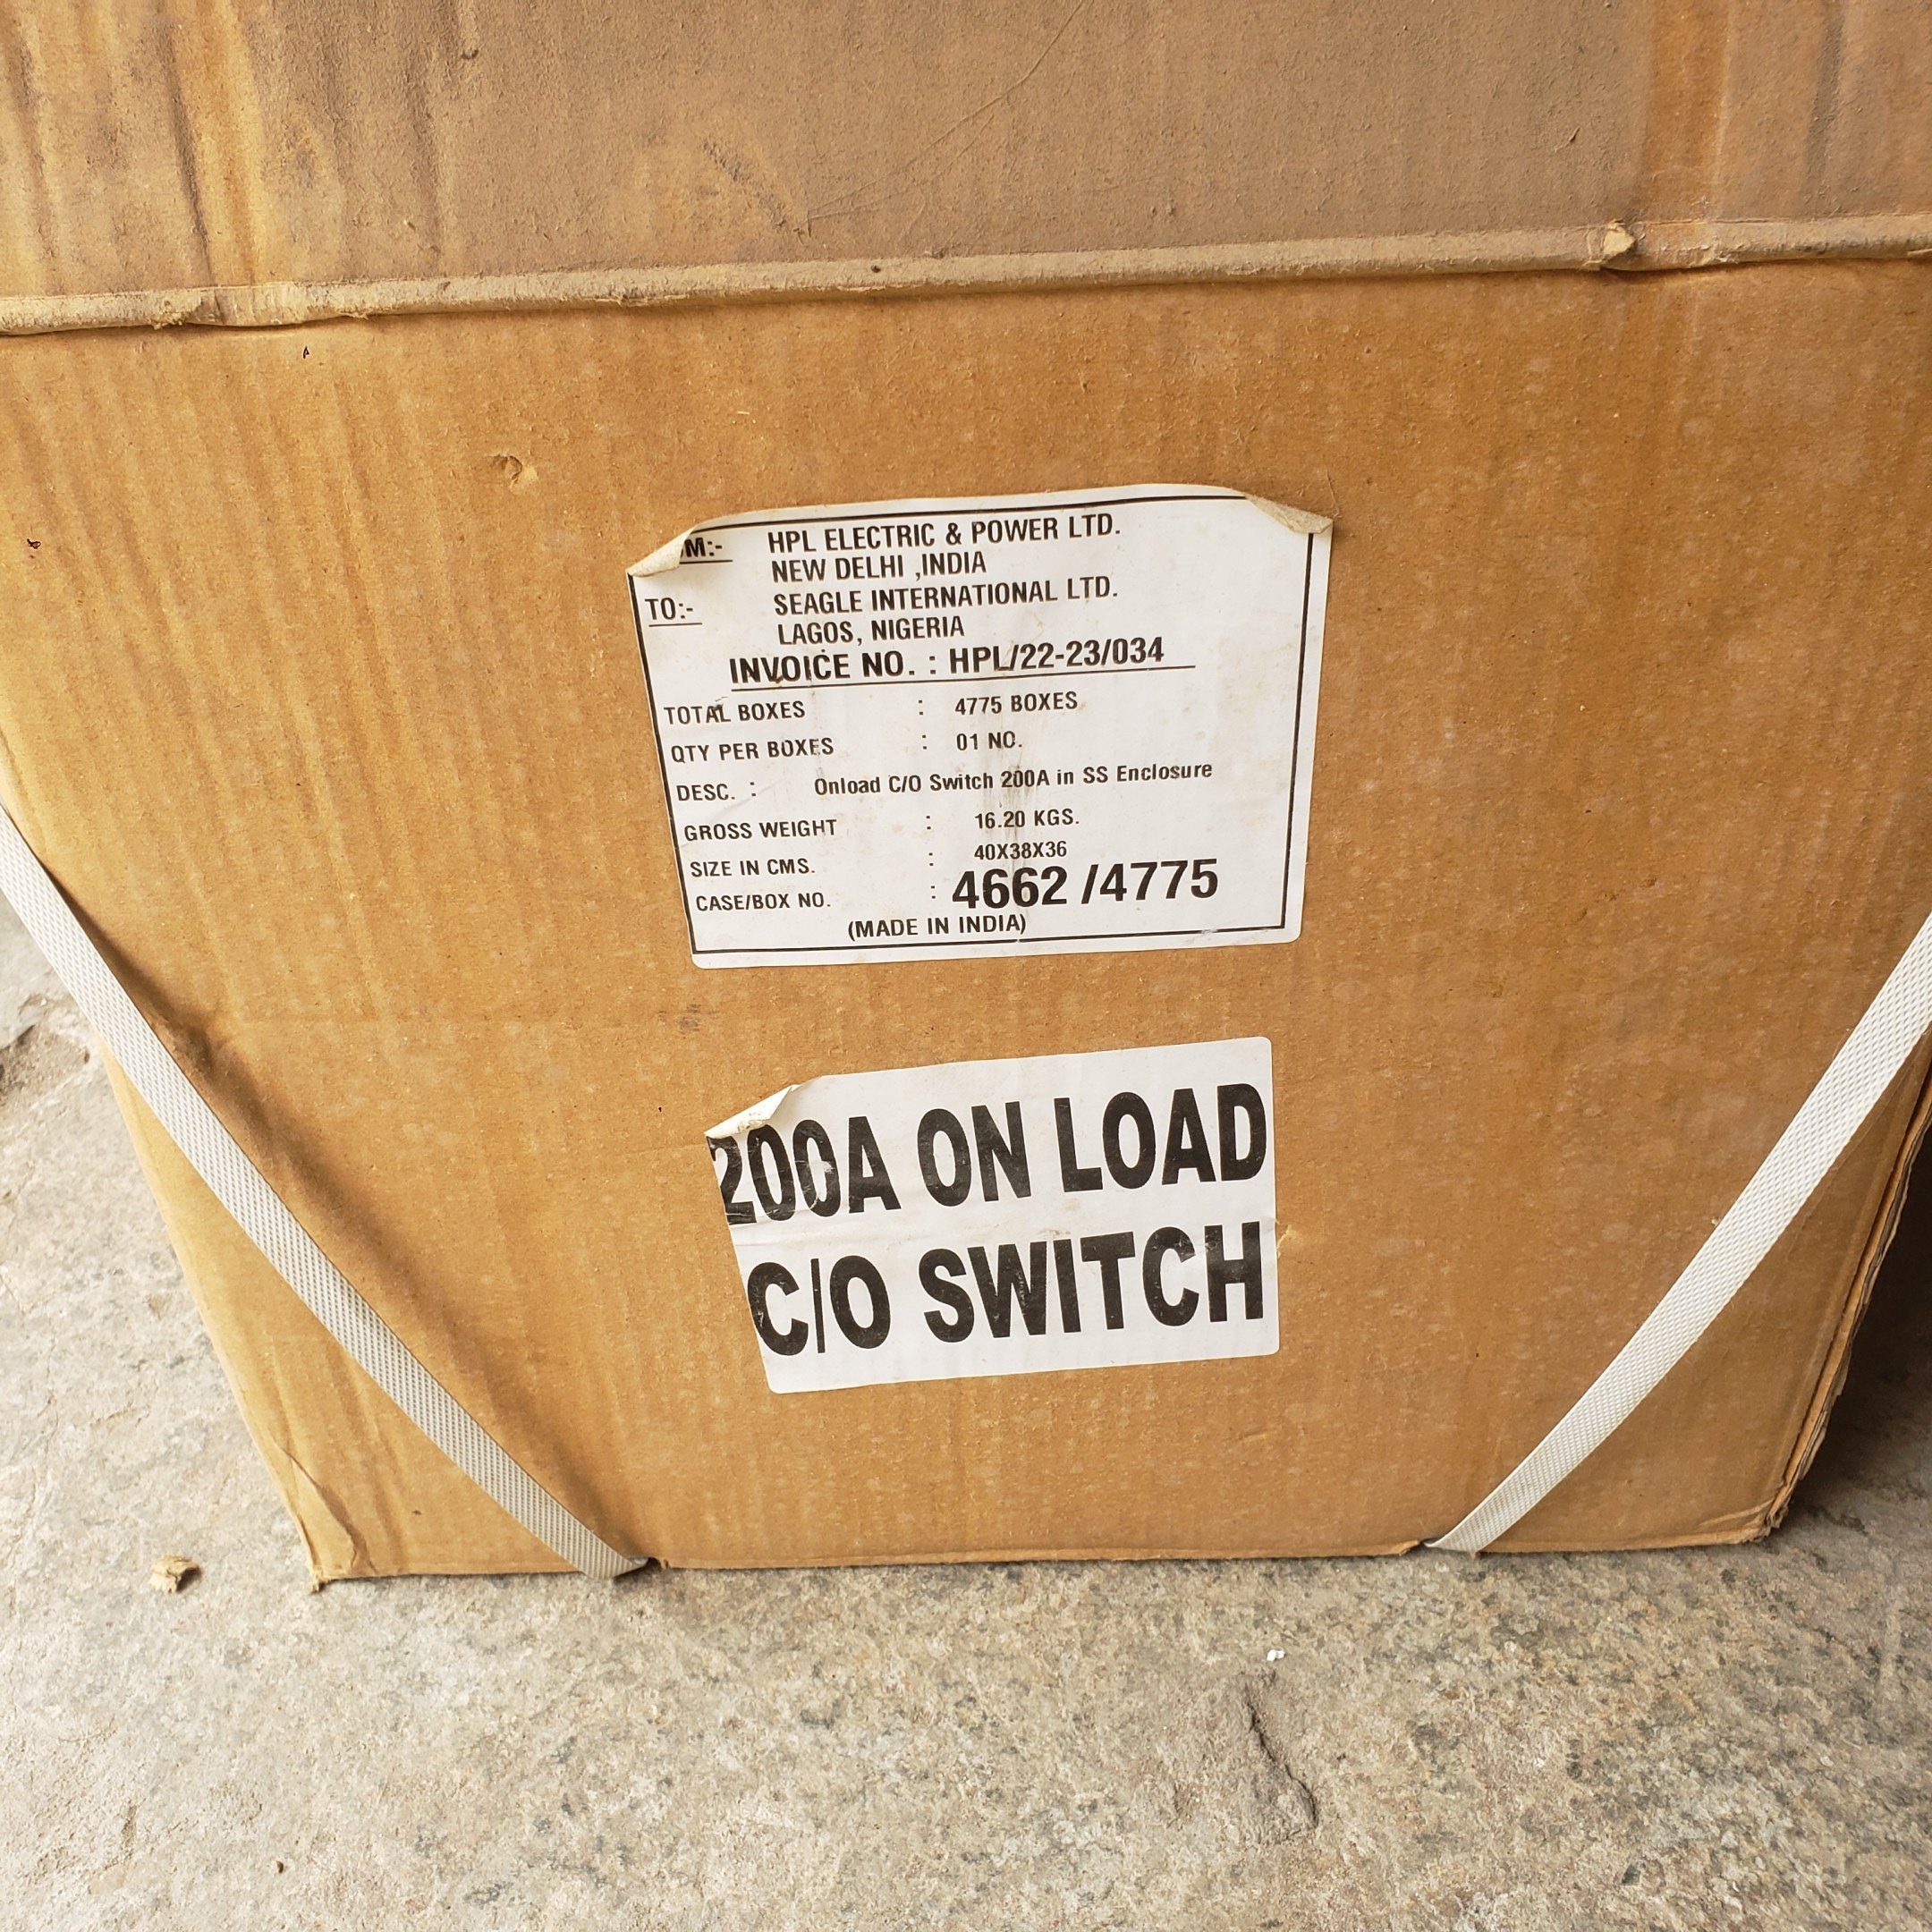 M:- HPL ELECTRIC & POWER LTD.
NEW DELHI ,INDIA
TO:- SEAGLE INTERNATIONAL LTD.
LAGOS, NIGERIA
INVOICE NO. : HPL/22-23/034
TOTAL BOXES : 4775 BOXES
QTY PER BOXES : 01 NO.
DESC. : Onload C/O Switch 200A in SS Enclosure
GROSS WEIGHT : 16.20 KGS.
SIZE IN CMS. : 40X38X36
CASE/BOX NO. : 4662 /4775
(MADE IN INDIA)
200A ON LOAD
C/O SWITCH